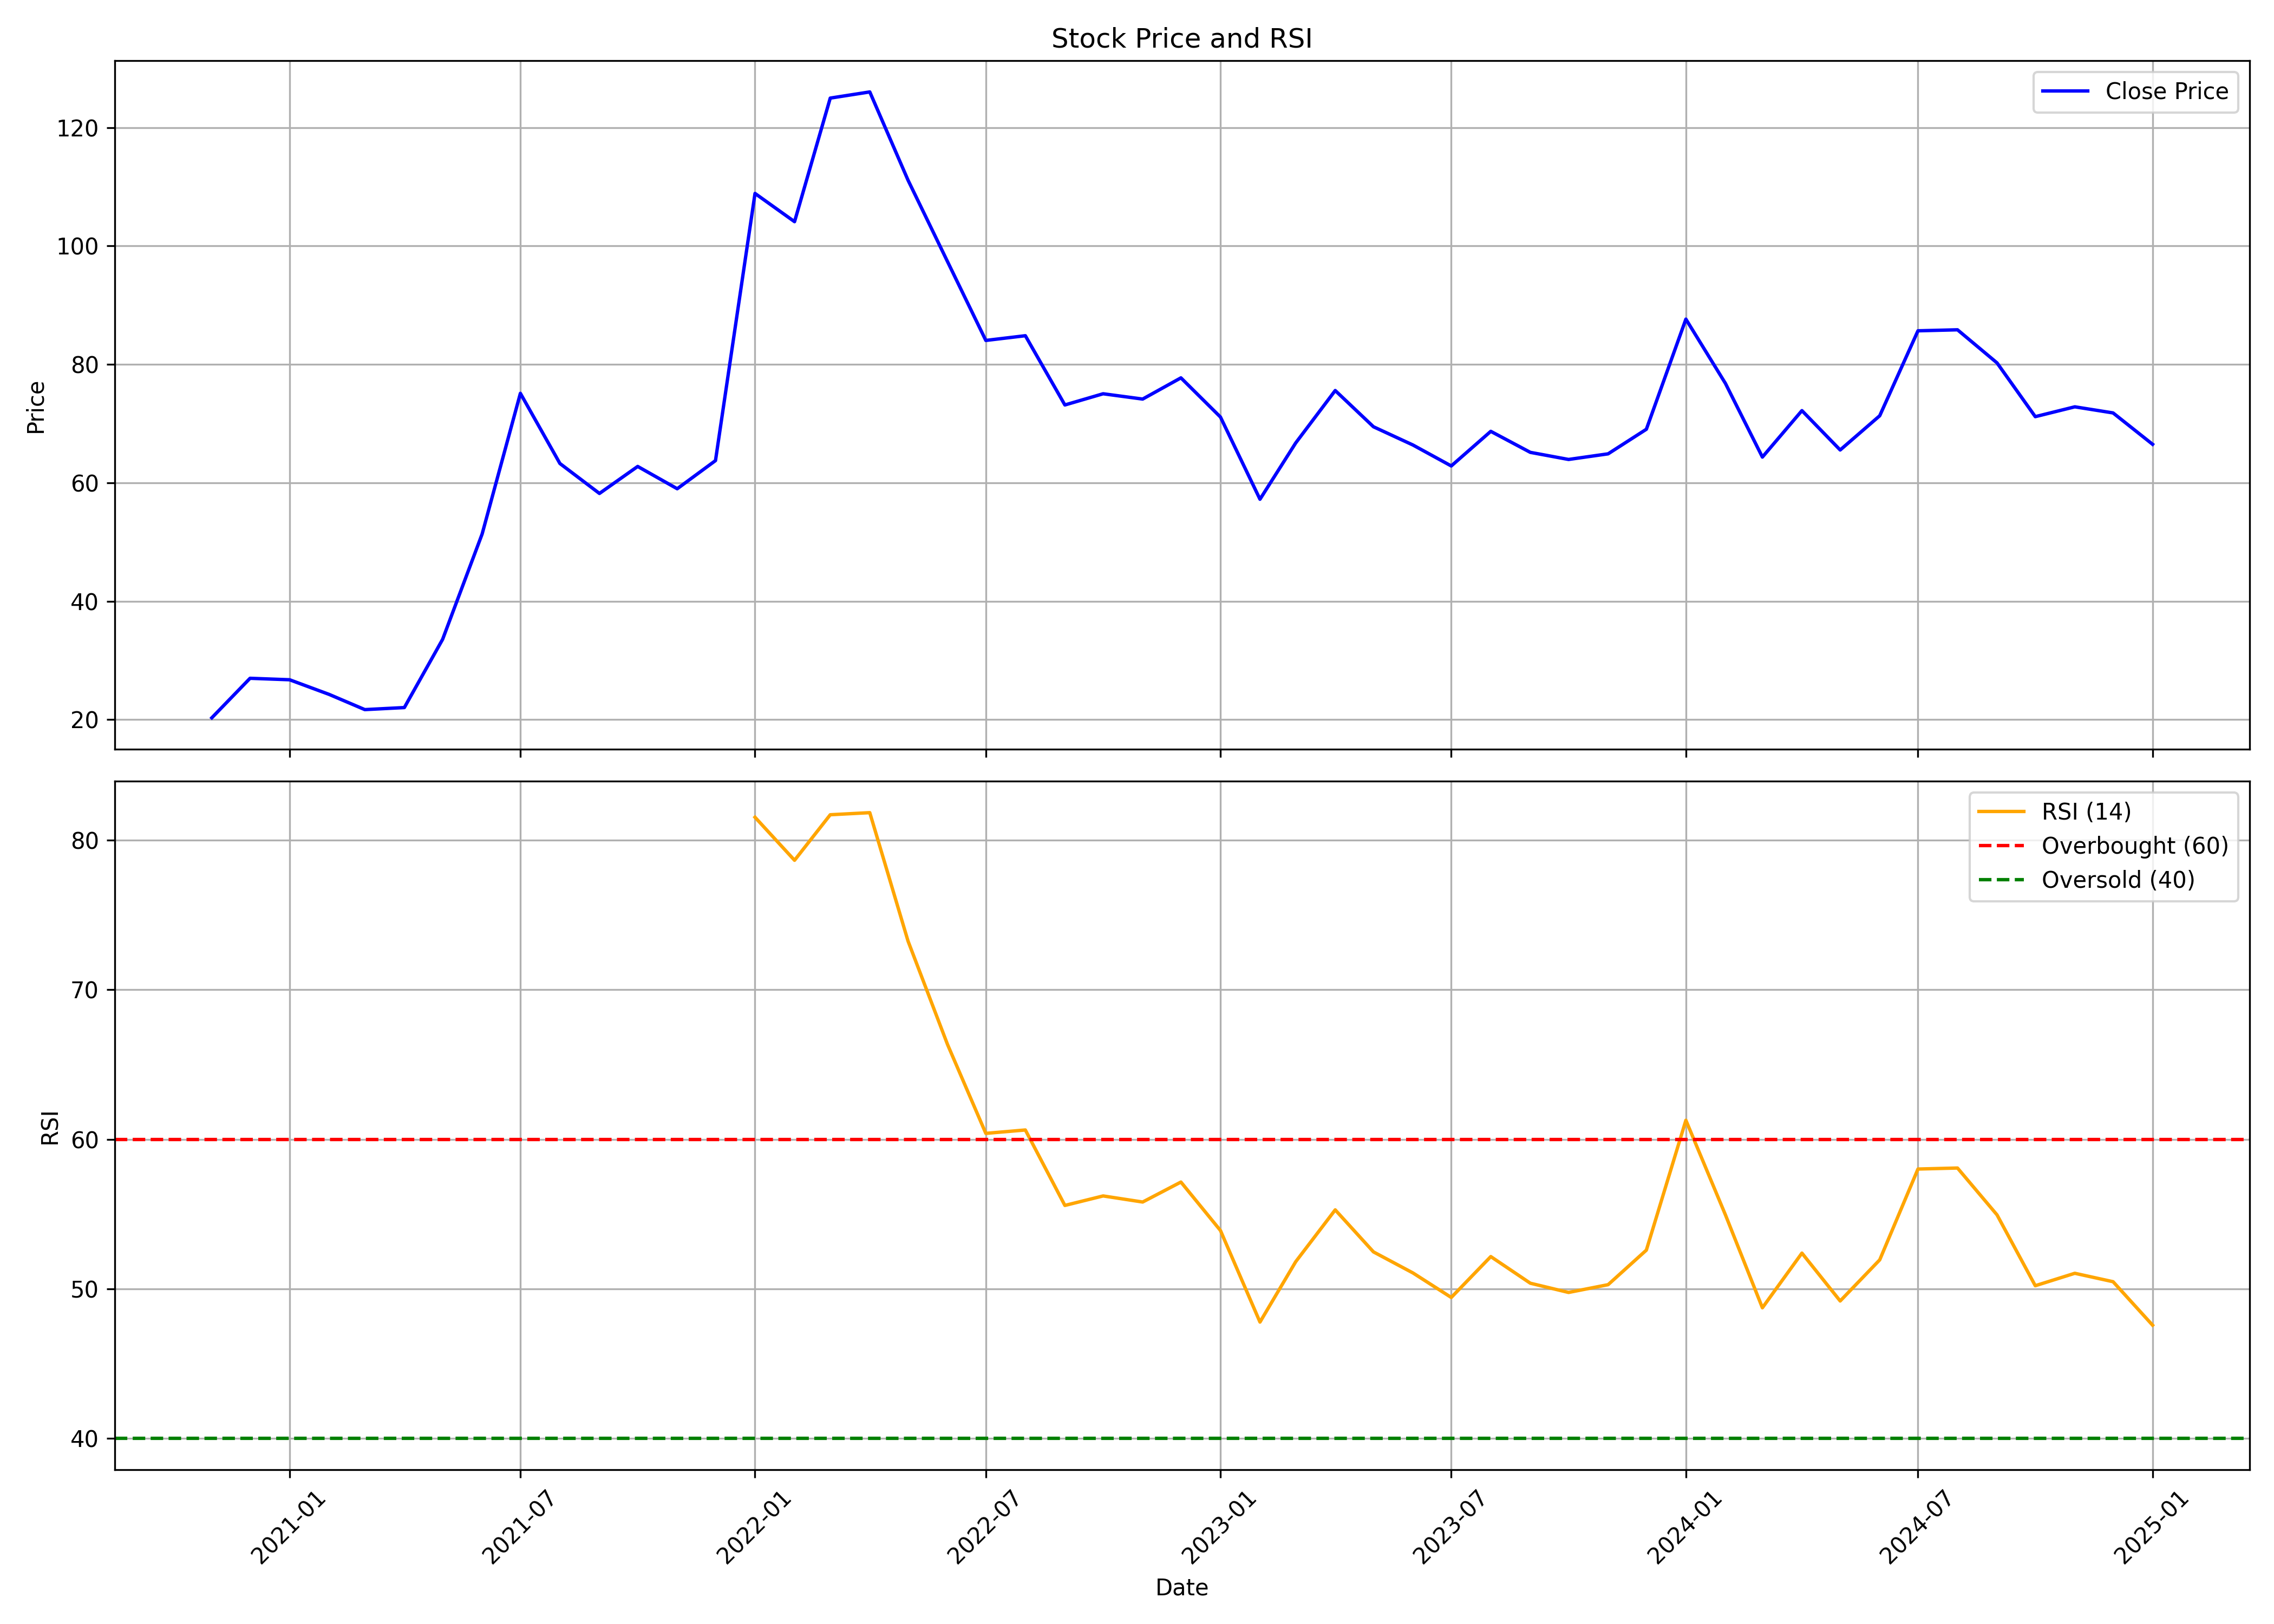 Stock Price and RSI
Close Price
Price
120
100
80
60
40
20
RSI (14)
Overbought (60)
Oversold (40)
RSI
80
70
60
50
40
2021-01
2021-07
2022-01
2022-07
2023-01
2023-07
2024-01
2024-07
2025-01
Date